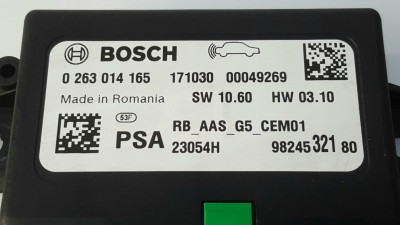 BOSCH
0 263 014 165 171030 00049269
Made in Romania SW 10.60 HW 03.10
53F RB_AAS_G5_CEM01
PSA 23054H 98245 321 80